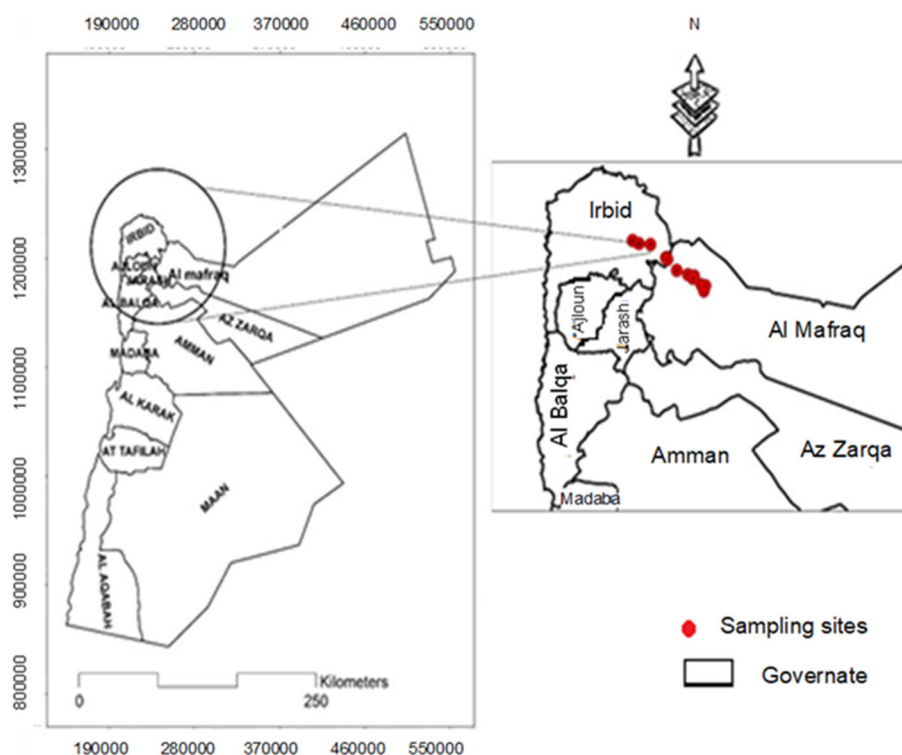 190000 280000 370000 460000 550000
1300000
1200000
1100000
1000000
900000
800000
IRBID
AJLOUN
JARASH
Al mafraq
AL BALQA
AZ ZARQA
MADABA
AMMAN
AL KARAK
AT TAFILAH
MAAN
AL AQABAH
Kilometers
0 250
190000 280000 370000 460000 550000
N
Irbid
Ajloun
Jarash
Al Mafraq
Al Balqa
Amman
Az Zarqa
Madaba
Sampling sites
Governate